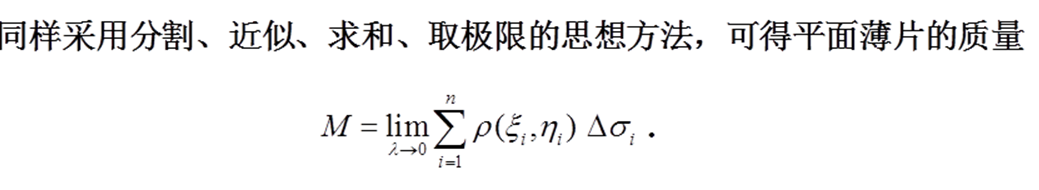 同样采用分割、近似、求和、取极限的思想方法，可得平面薄片的质量
M = lim_{λ→0} ∑_{i=1}^{n} ρ(ξ_i,η_i) Δσ_i .